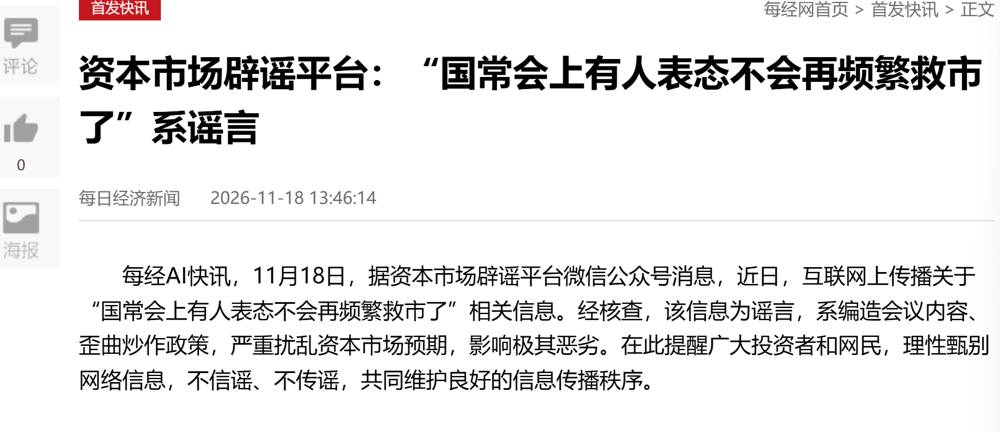 首发快讯
每经网首页 > 首发快讯 > 正文
评论
资本市场辟谣平台：“国常会上有人表态不会再频繁救市
了”系谣言
0
每日经济新闻 2026-11-18 13:46:14
海报
每经AI快讯，11月18日，据资本市场辟谣平台微信公众号消息，近日，互联网上传播关于
“国常会上有人表态不会再频繁救市了”相关信息。经核查，该信息为谣言，系编造会议内容、
歪曲炒作政策，严重扰乱资本市场预期，影响极其恶劣。在此提醒广大投资者和网民，理性甄别
网络信息，不信谣、不传谣，共同维护良好的信息传播秩序。